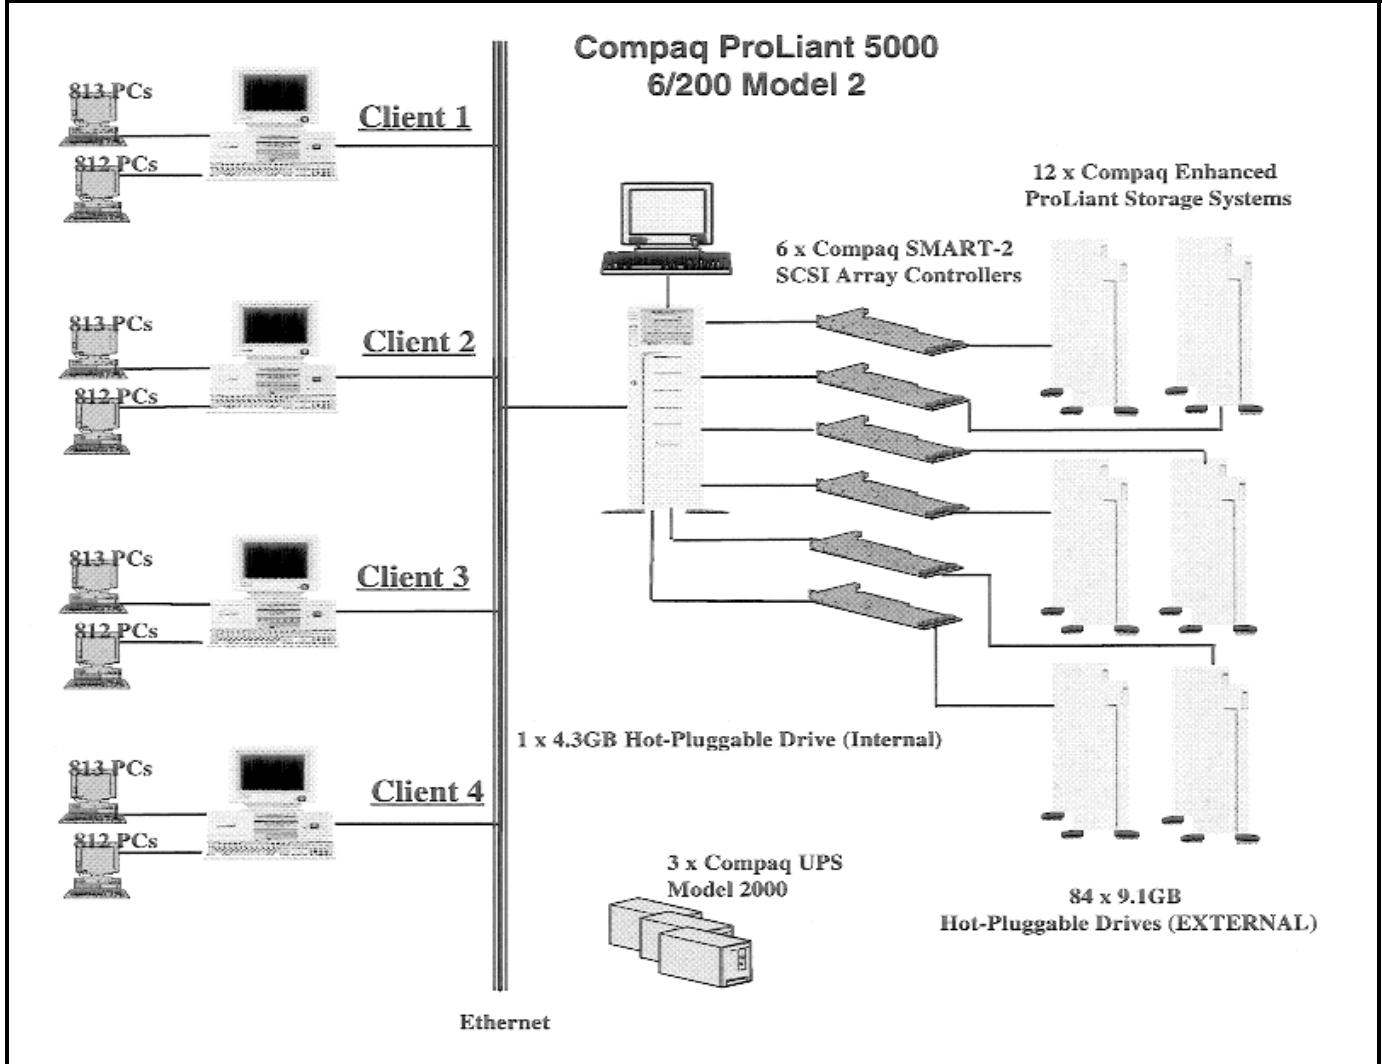 Compaq ProLiant 5000
6/200 Model 2
813 PCs
Client 1
812 PCs
12 x Compaq Enhanced
ProLiant Storage Systems
6 x Compaq SMART-2
SCSI Array Controllers
813 PCs
Client 2
812 PCs
813 PCs
Client 3
812 PCs
1 x 4.3GB Hot-Pluggable Drive (Internal)
813 PCs
Client 4
812 PCs
3 x Compaq UPS
Model 2000
84 x 9.1GB
Hot-Pluggable Drives (EXTERNAL)
Ethernet